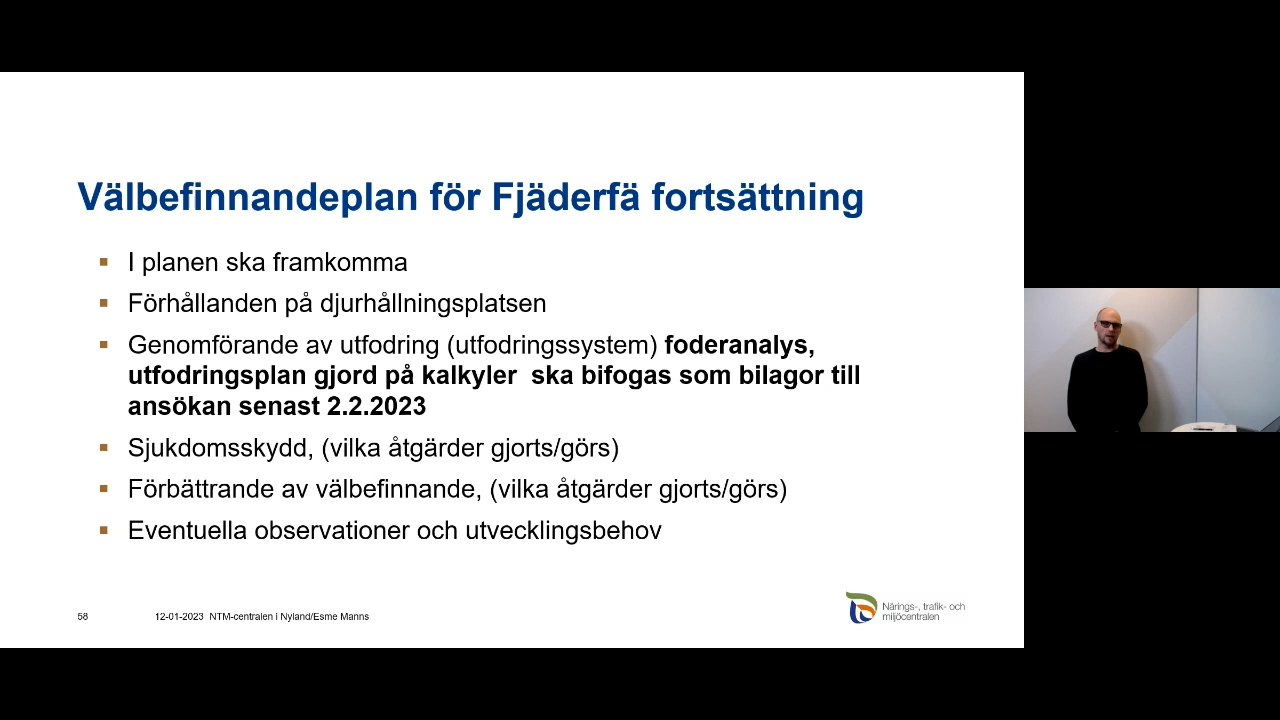 Välbefinnandeplan för Fjäderfä fortsättning
I planen ska framkomma
Förhållanden på djurhållningsplatsen
Genomförande av utfodring (utfodringssystem) foderanalys,
utfodringsplan gjord på kalkyler  ska bifogas som bilagor till
ansökan senast 2.2.2023
Sjukdomsskydd, (vilka åtgärder gjorts/görs)
Förbättrande av välbefinnande, (vilka åtgärder gjorts/görs)
Eventuella observationer och utvecklingsbehov
58
12-01-2023 NTM-centralen i Nyland/Esme Manns
Närings-, trafik- och
miljöcentralen